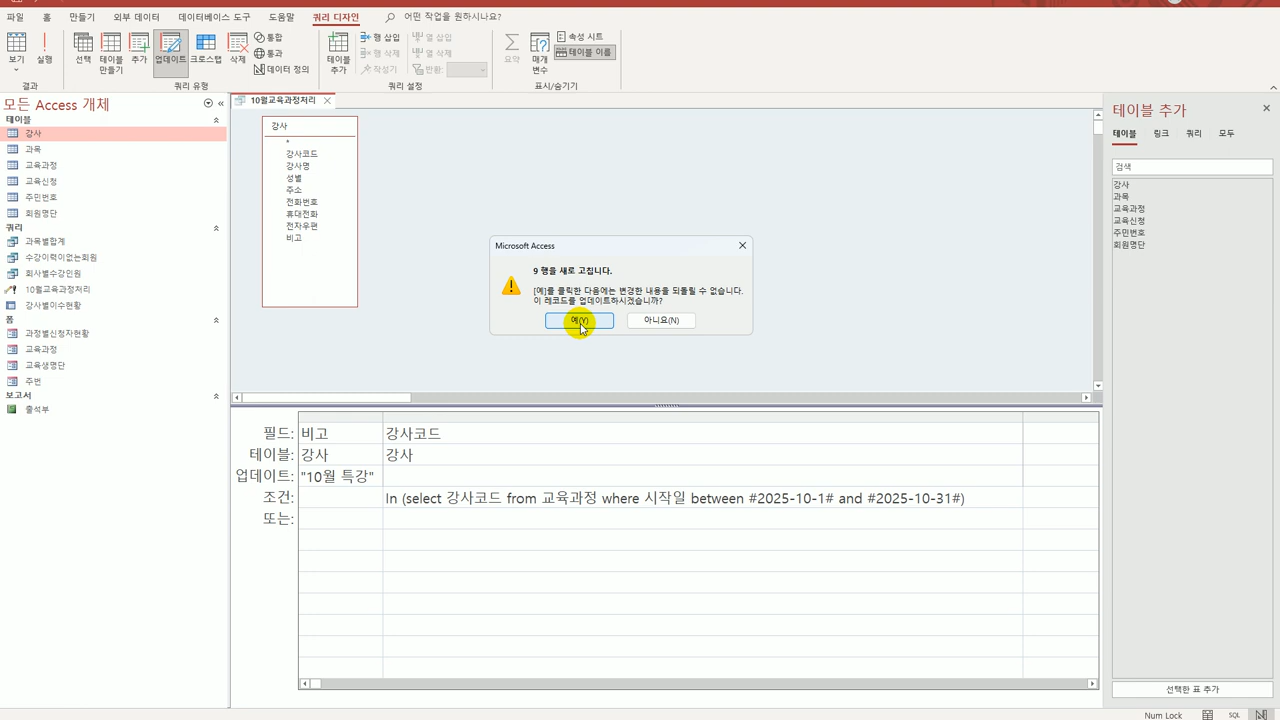 파일 홈 만들기 외부 데이터 데이터베이스 도구 도움말 쿼리 디자인 어떤 작업을 원하시나요?
보기
실행
결과
선택
테이블 만들기
추가
업데이트
크로스탭
삭제
통합
통과
데이터 정의
쿼리 유형
테이블 추가
행 삽입
행 삭제
작성기
열 삽입
열 삭제
반환:
쿼리 설정
요약
매개 변수
속성 시트
테이블 이름
표시/숨기기
모든 Access 개체
테이블
강사
과목
교육과정
교육신청
주민번호
회원명단
쿼리
과목별합계
수강이력이없는회원
회사별수강인원
10월교육과정처리
강사별이수현황
폼
과정별신청자현황
교육과정
교육생명단
주번
보고서
출석부
10월교육과정처리
강사
*
강사코드
강사명
성별
주소
전화번호
휴대전화
전자우편
비고
Microsoft Access
9 행을 새로 고칩니다.
[예]를 클릭한 다음에는 변경한 내용을 되돌릴 수 없습니다.
이 레코드를 업데이트하시겠습니까?
예(Y) 아니요(N)
필드: 비고 강사코드
테이블: 강사 강사
업데이트: "10월 특강"
조건: In (select 강사코드 from 교육과정 where 시작일 between #2025-10-1# and #2025-10-31#)
또는:
테이블 추가
테이블 링크 쿼리 모두
검색
강사
과목
교육과정
교육신청
주민번호
회원명단
선택한 표 추가
Num Lock SQL